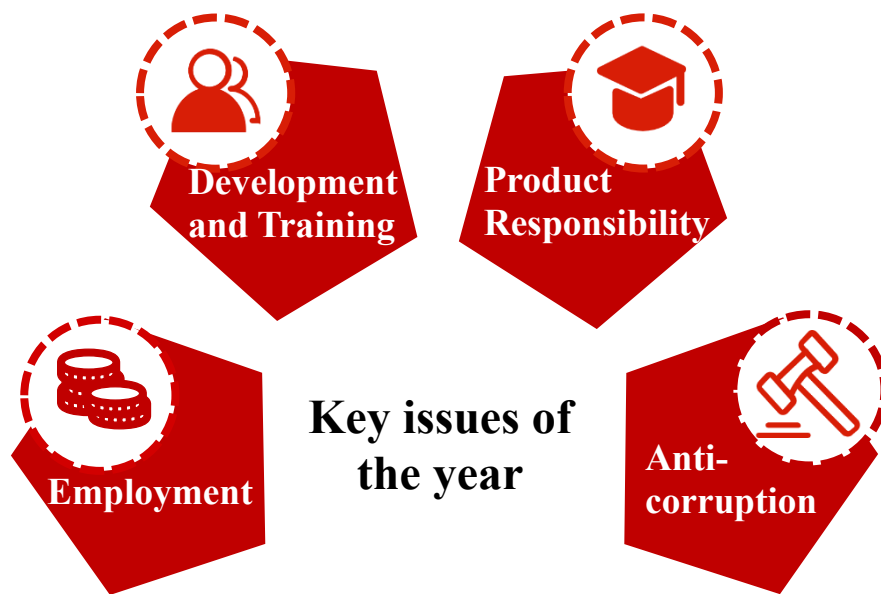 Development
and Training
Product
Responsibility
Employment
Key issues of
the year
Anti-
corruption